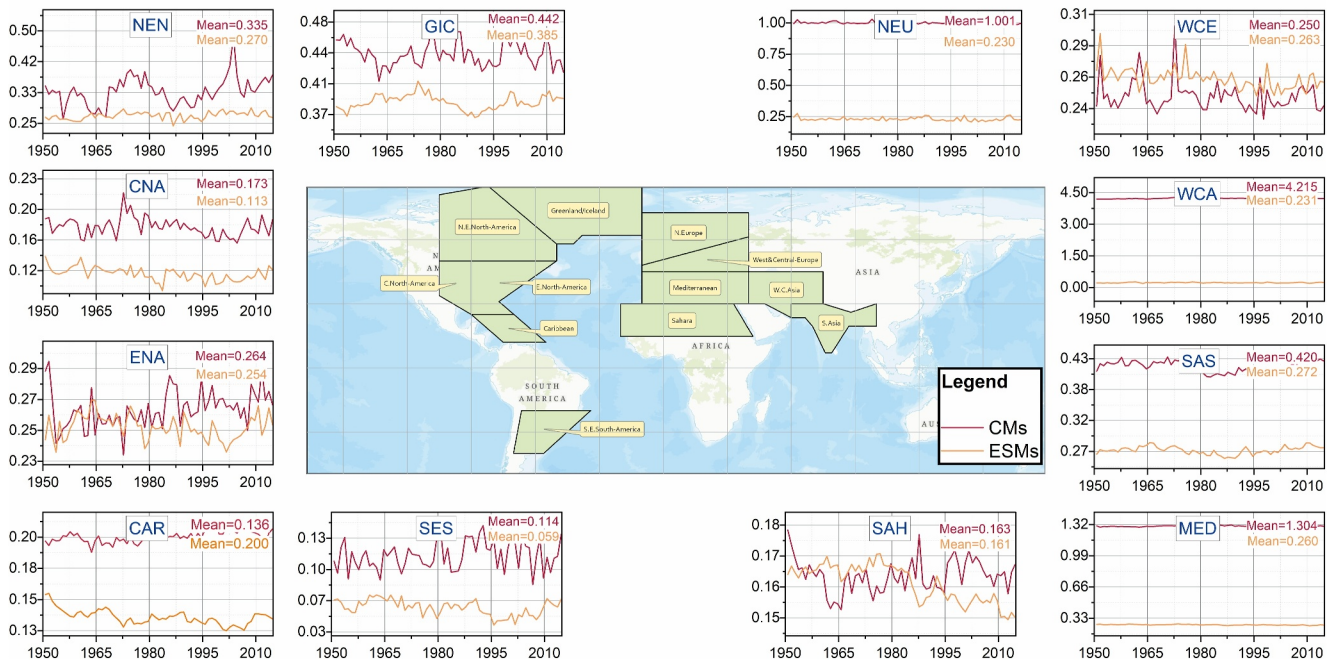 NEN
Mean=0.335
Mean=0.270
0.50
0.42
0.33
0.25
1950 1965 1980 1995 2010
GIC
Mean=0.442
Mean=0.385
0.48
0.44
0.41
0.37
1950 1965 1980 1995 2010
NEU
Mean=1.001
Mean=0.230
1.00
0.75
0.50
0.25
1950 1965 1980 1995 2010
WCE
Mean=0.250
Mean=0.263
0.31
0.29
0.26
0.24
1950 1965 1980 1995 2010
CNA
Mean=0.173
Mean=0.113
0.23
0.20
0.16
0.12
1950 1965 1980 1995 2010
Greenland/Iceland
N.E.North-America
N.Europe
N
AM
West&Central-Europe
ASIA
C.North-America
E.North-America
Mediterranean
W.C.Asia
Caribbean
Sahara
S.Asia
AFRICA
SOUTH
AMERICA
S.E.South-America
AUS
Legend
CMs
ESMs
WCA
Mean=4.215
Mean=0.231
4.50
3.00
1.50
0.00
1950 1965 1980 1995 2010
ENA
Mean=0.264
Mean=0.254
0.29
0.27
0.25
0.23
1950 1965 1980 1995 2010
SAS
Mean=0.420
Mean=0.272
0.43
0.38
0.32
0.27
1950 1965 1980 1995 2010
CAR
Mean=0.136
Mean=0.200
0.20
0.18
0.15
0.13
1950 1965 1980 1995 2010
SES
Mean=0.114
Mean=0.059
0.13
0.10
0.07
0.03
1950 1965 1980 1995 2010
SAH
Mean=0.163
Mean=0.161
0.18
0.17
0.16
0.15
1950 1965 1980 1995 2010
MED
Mean=1.304
Mean=0.260
1.32
0.99
0.66
0.33
1950 1965 1980 1995 2010